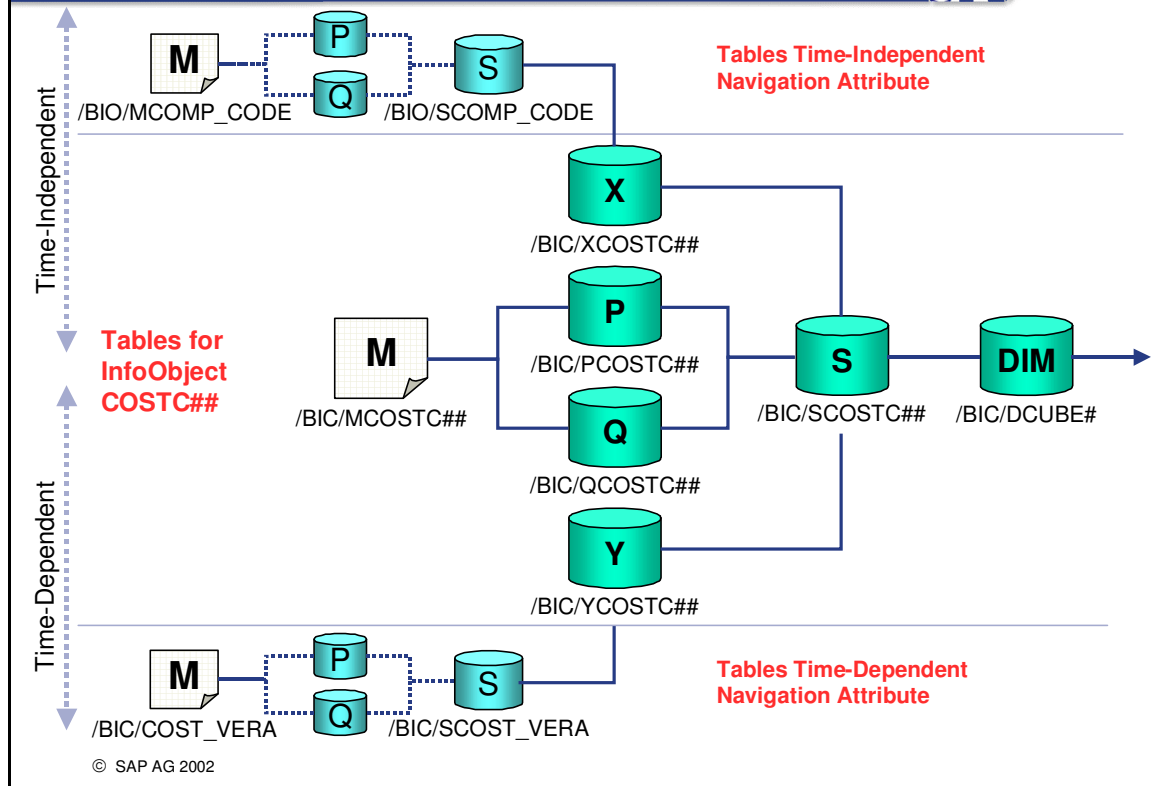 P
M
S
Q
/BIO/MCOMP_CODE
/BIO/SCOMP_CODE
Tables Time-Independent
Navigation Attribute
Time-Independent
X
/BIC/XCOSTC##
Tables for
InfoObject
COSTC##
M
/BIC/MCOSTC##
P
/BIC/PCOSTC##
Q
/BIC/QCOSTC##
S
/BIC/SCOSTC##
DIM
/BIC/DCUBE#
Y
/BIC/YCOSTC##
Time-Dependent
P
M
S
Q
/BIC/COST_VERA
/BIC/SCOST_VERA
Tables Time-Dependent
Navigation Attribute
© SAP AG 2002